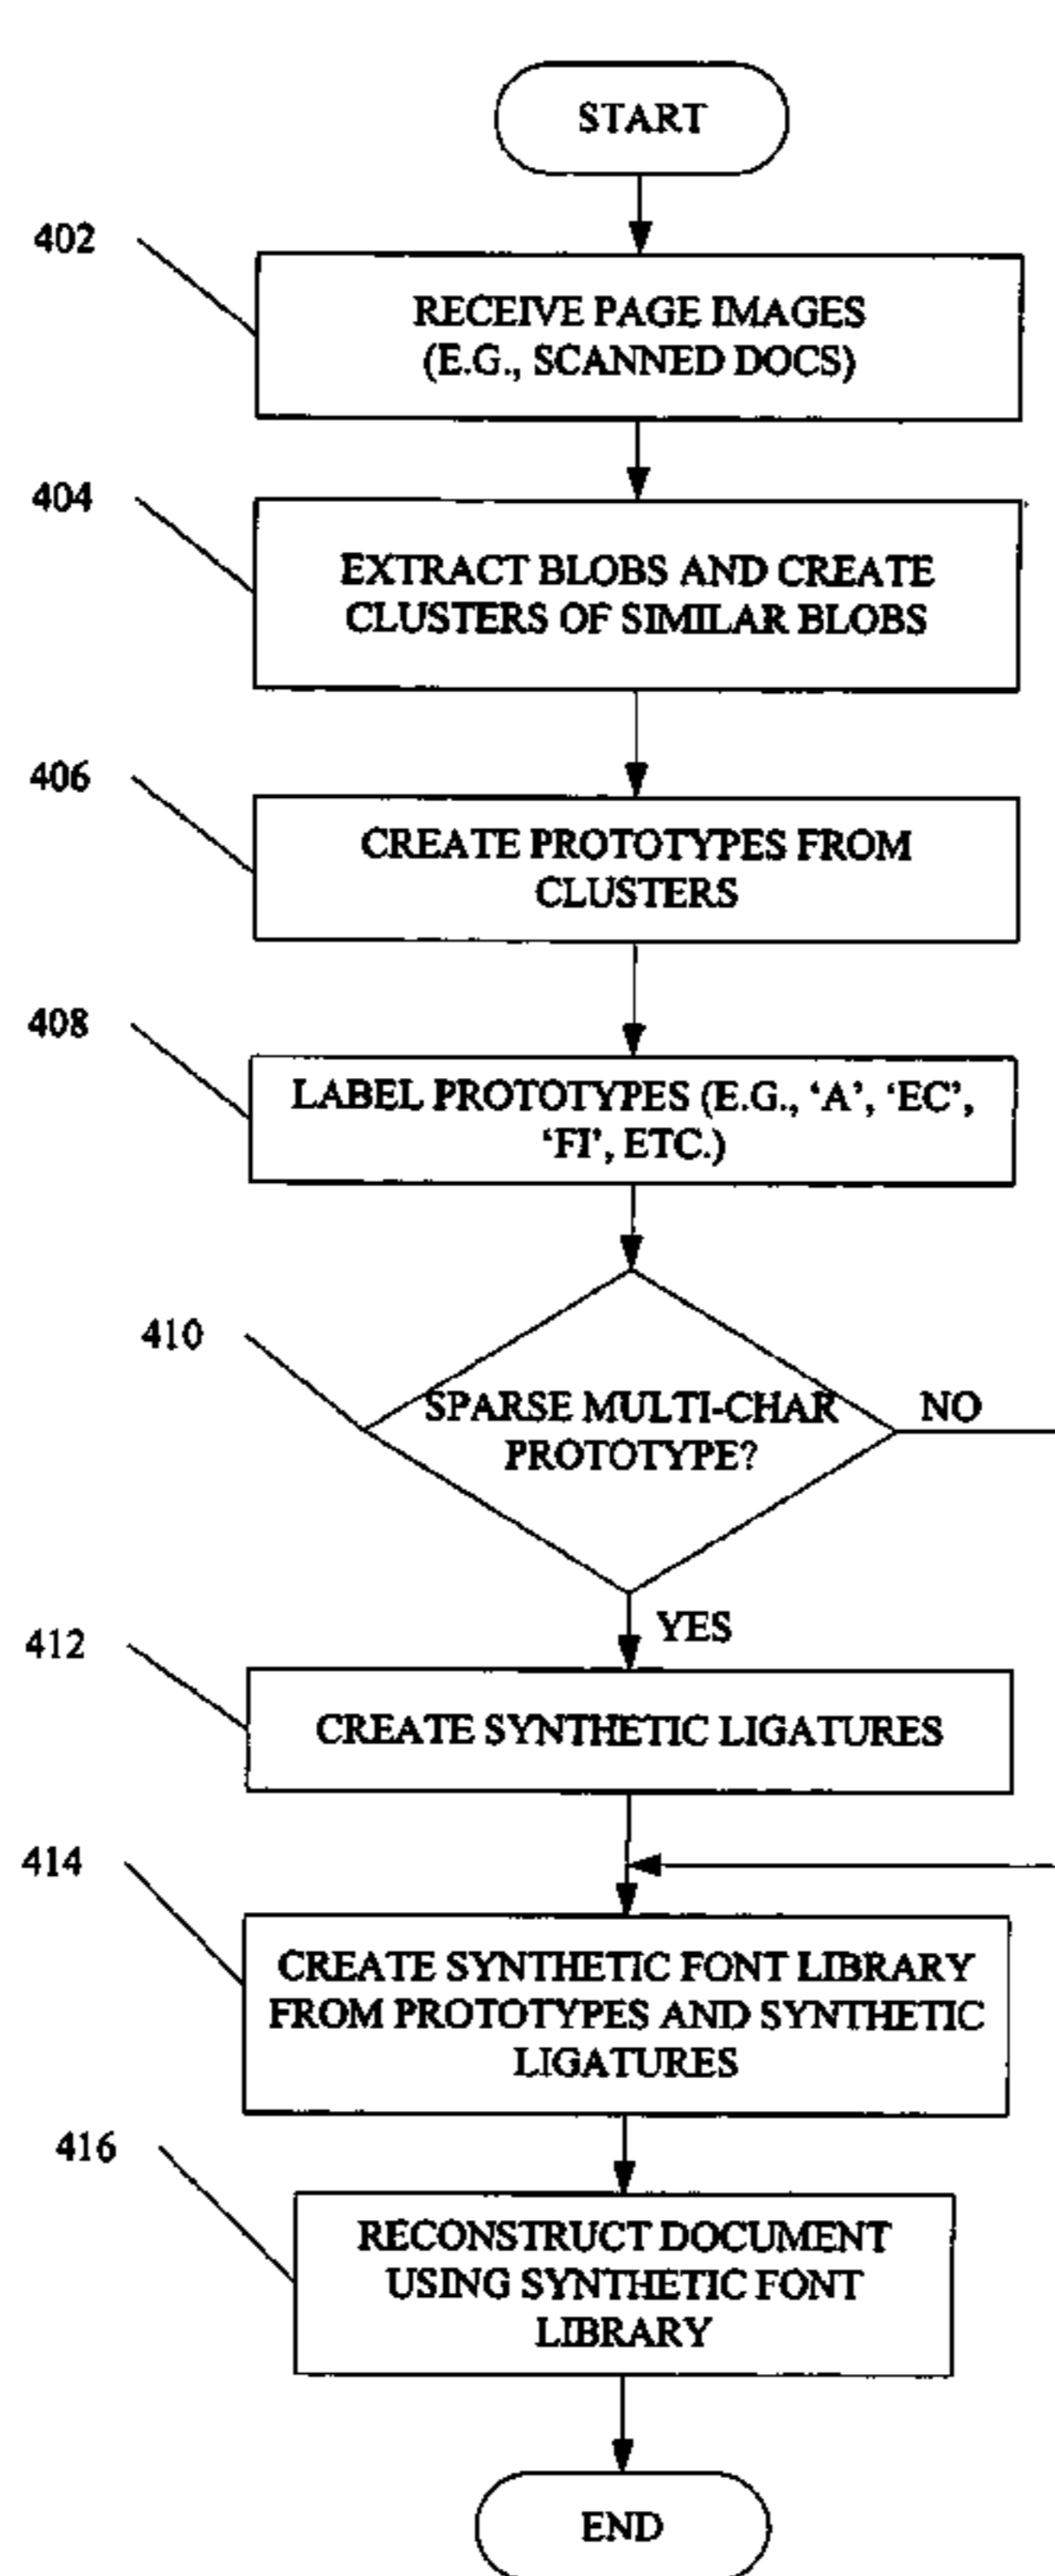 START
402
RECEIVE PAGE IMAGES
(E.G., SCANNED DOCS)
404
EXTRACT BLOBS AND CREATE
CLUSTERS OF SIMILAR BLOBS
406
CREATE PROTOTYPES FROM
CLUSTERS
408
LABEL PROTOTYPES (E.G., ‘A’, ‘EC’,
‘FI’, ETC.)
410
SPARSE MULTI-CHAR
PROTOTYPE?
NO
YES
412
CREATE SYNTHETIC LIGATURES
414
CREATE SYNTHETIC FONT LIBRARY
FROM PROTOTYPES AND SYNTHETIC
LIGATURES
416
RECONSTRUCT DOCUMENT
USING SYNTHETIC FONT
LIBRARY
END